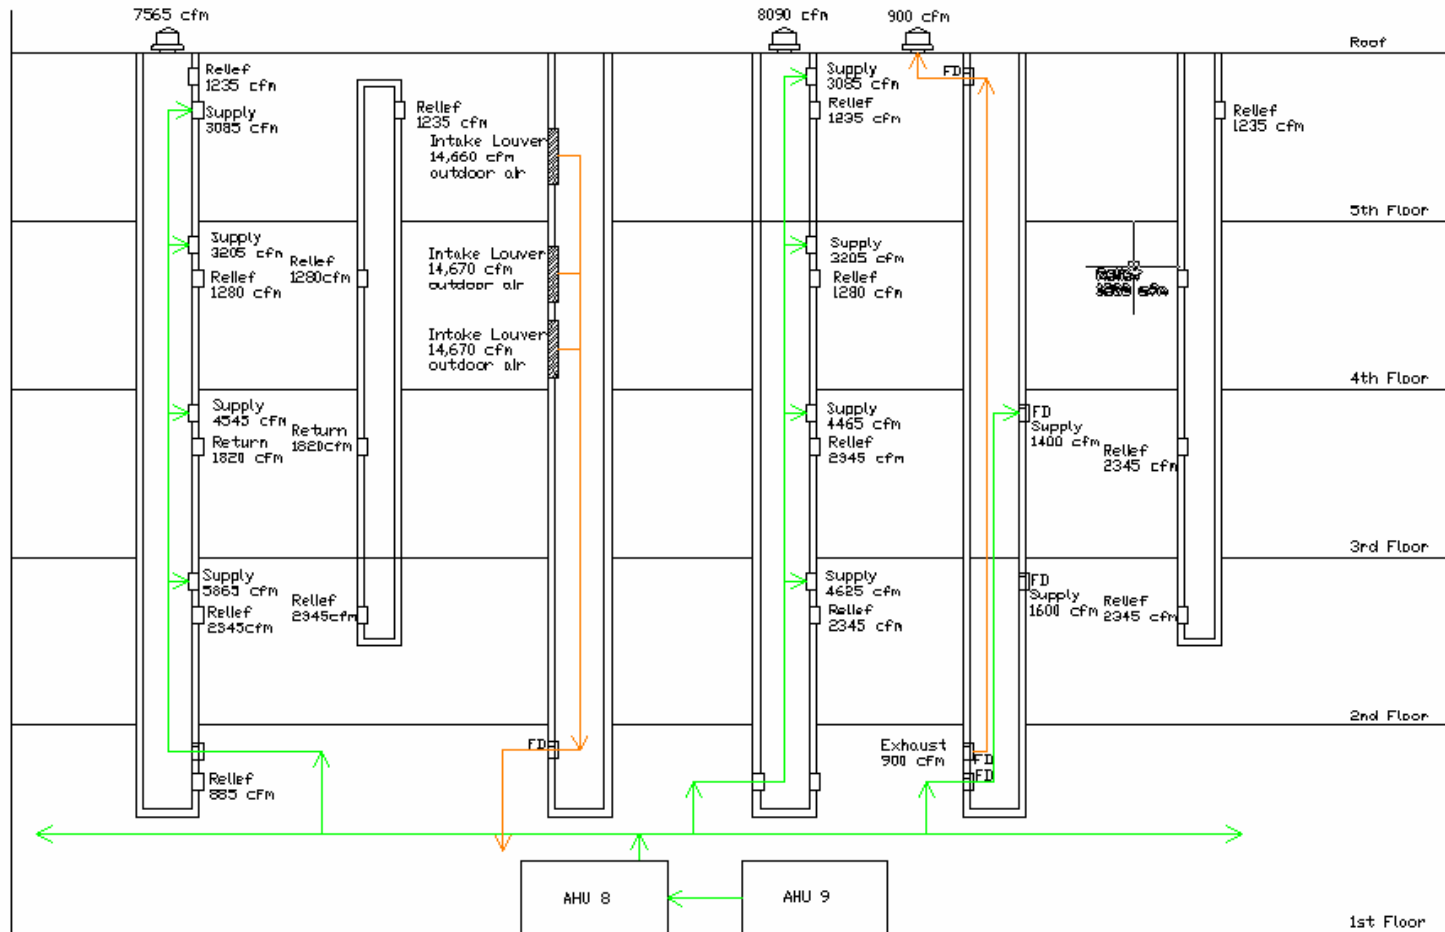 7565 cfm
8090 cfm
900 cfm
Roof
Relief
1235 cfm
Supply
3085 cfm
Relief
1235 cfm
Intake Louver
14,660 cfm
outdoor air
Supply
3085 cfm
Relief
1235 cfm
FD
Relief
1235 cfm
5th Floor
Supply
3205 cfm
Relief
1280 cfm
Relief
1280cfm
Intake Louver
14,670 cfm
outdoor air
Intake Louver
14,670 cfm
outdoor air
Supply
3205 cfm
Relief
1280 cfm
4th Floor
Supply
4545 cfm
Return
1820 cfm
Return
1820cfm
Supply
4465 cfm
Relief
2945 cfm
FD
Supply
1400 cfm
Relief
2345 cfm
3rd Floor
Supply
5865 cfm
Relief
2345cfm
Relief
2945cfm
Supply
4625 cfm
Relief
2345 cfm
FD
Supply
1600 cfm
Relief
2345 cfm
2nd Floor
Relief
885 cfm
FD
Exhaust
900 cfm
FD
FD
AHU 8
AHU 9
1st Floor